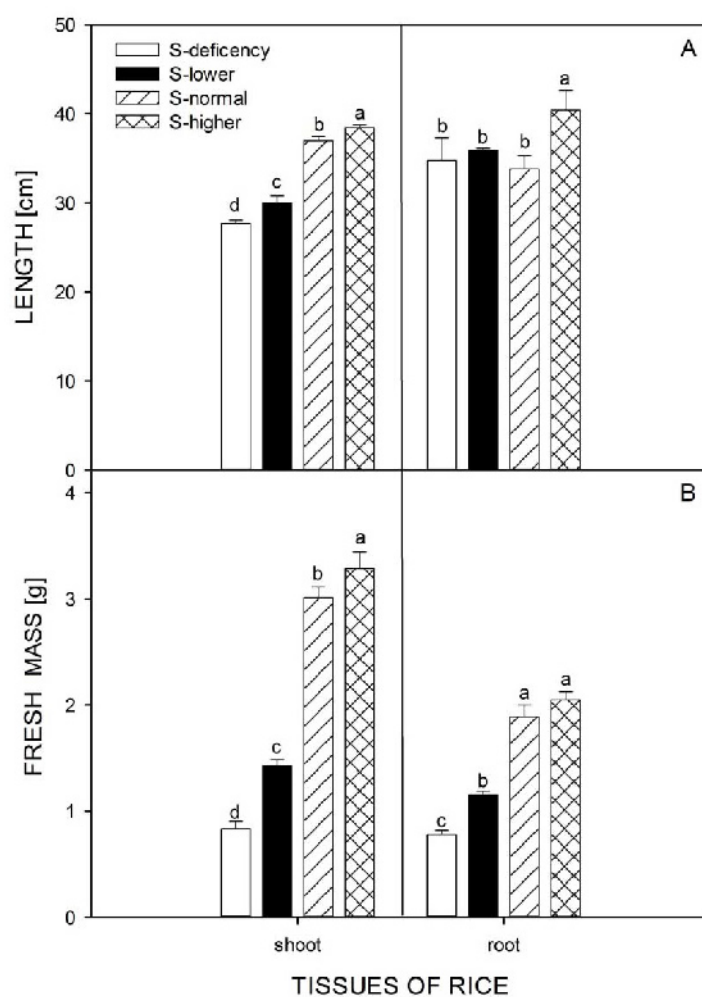 50
40
30
20
10
0
LENGTH [cm]
S-deficency
S-lower
S-normal
S-higher
A
d
c
b
a
b
b
b
a
4
3
2
1
0
FRESH MASS [g]
B
d
c
b
a
c
b
a
a
shoot
root
TISSUES OF RICE